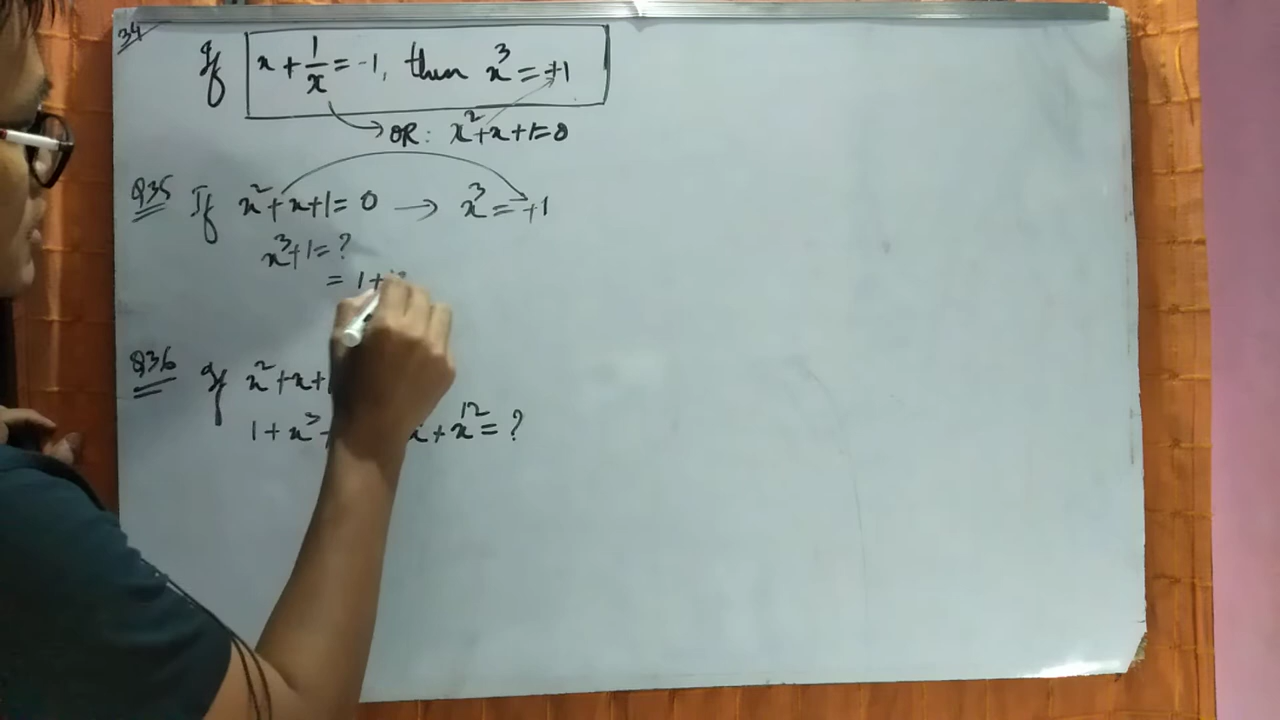 34
If x + 1/x = -1, then x³ = +1
OR: x² + x + 1 = 0
Q35 If x² + x + 1 = 0 → x³ = +1
x³ + 1 = ?
= 1 +
Q36 If x² + x +
1 + x³ x + x¹² = ?